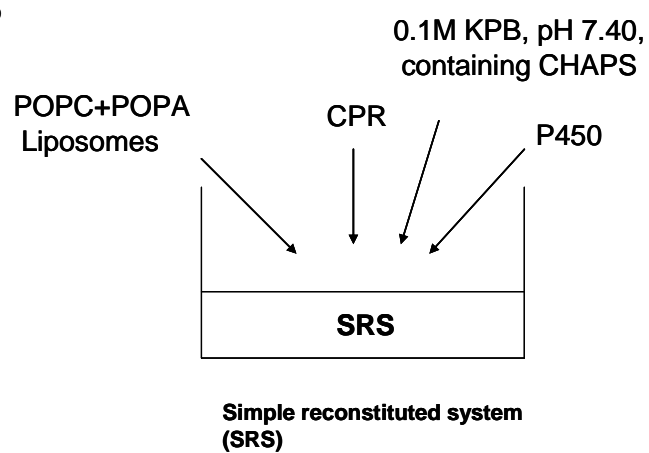 0.1M KPB, pH 7.40,
containing CHAPS
POPC+POPA
Liposomes
CPR
P450
SRS
Simple reconstituted system
(SRS)